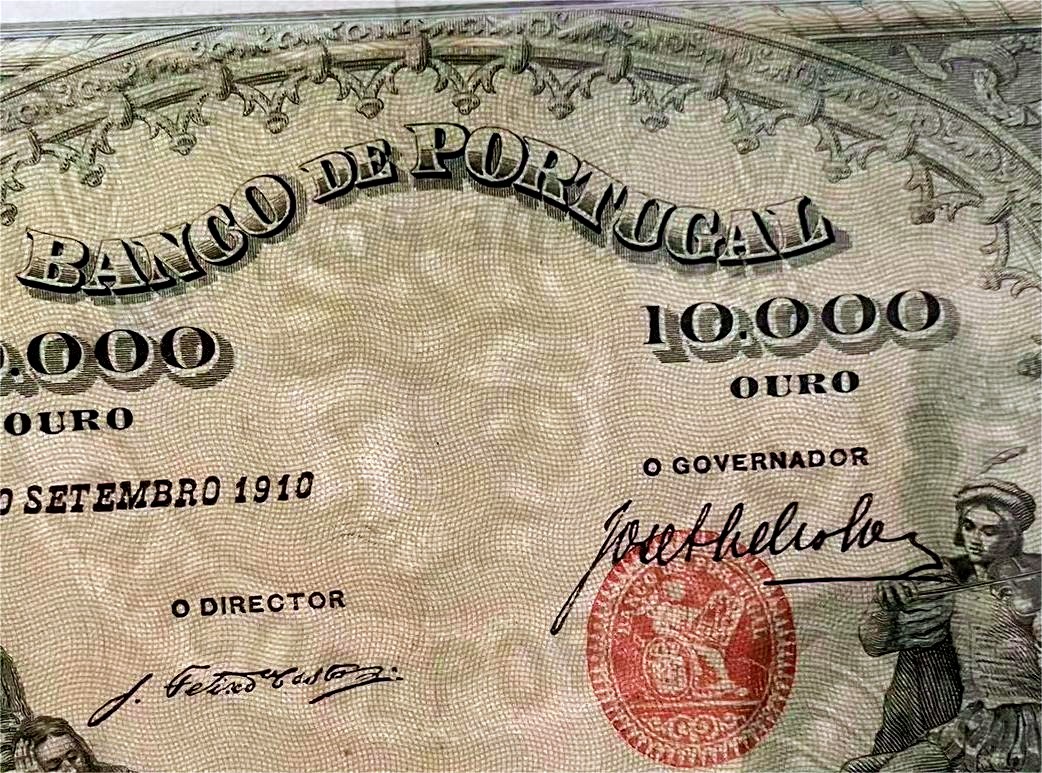 BANCO DE PORTUGAL
.000 10.000
OURO OURO
O GOVERNADOR
SETEMBRO 1910
O DIRECTOR